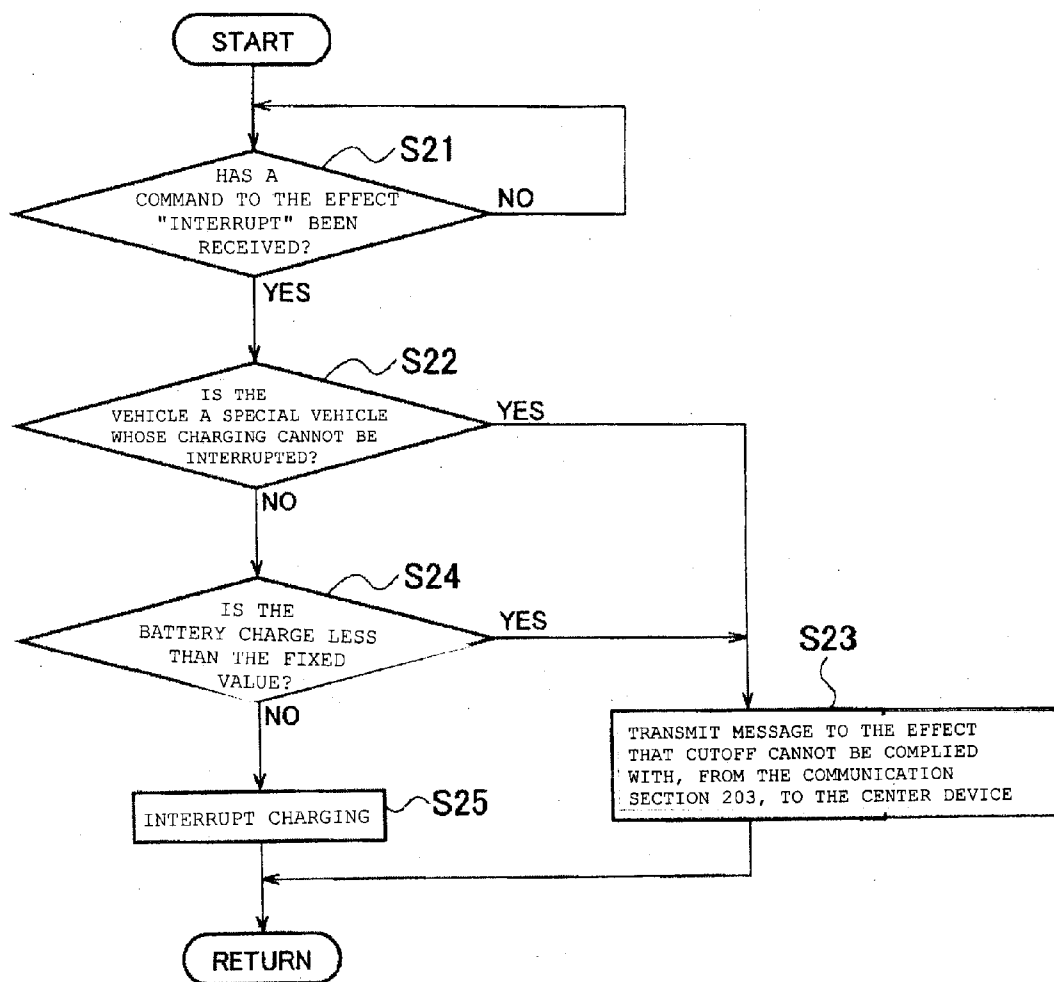 START
S21
HAS A
COMMAND TO THE EFFECT
"INTERRUPT" BEEN
RECEIVED?
NO
YES
S22
IS THE
VEHICLE A SPECIAL VEHICLE
WHOSE CHARGING CANNOT BE
INTERRUPTED?
YES
NO
S24
IS THE
BATTERY CHARGE LESS
THAN THE FIXED
VALUE?
YES
NO
S23
TRANSMIT MESSAGE TO THE EFFECT
THAT CUTOFF CANNOT BE COMPLIED
WITH, FROM THE COMMUNICATION
SECTION 203, TO THE CENTER DEVICE
S25
INTERRUPT CHARGING
RETURN